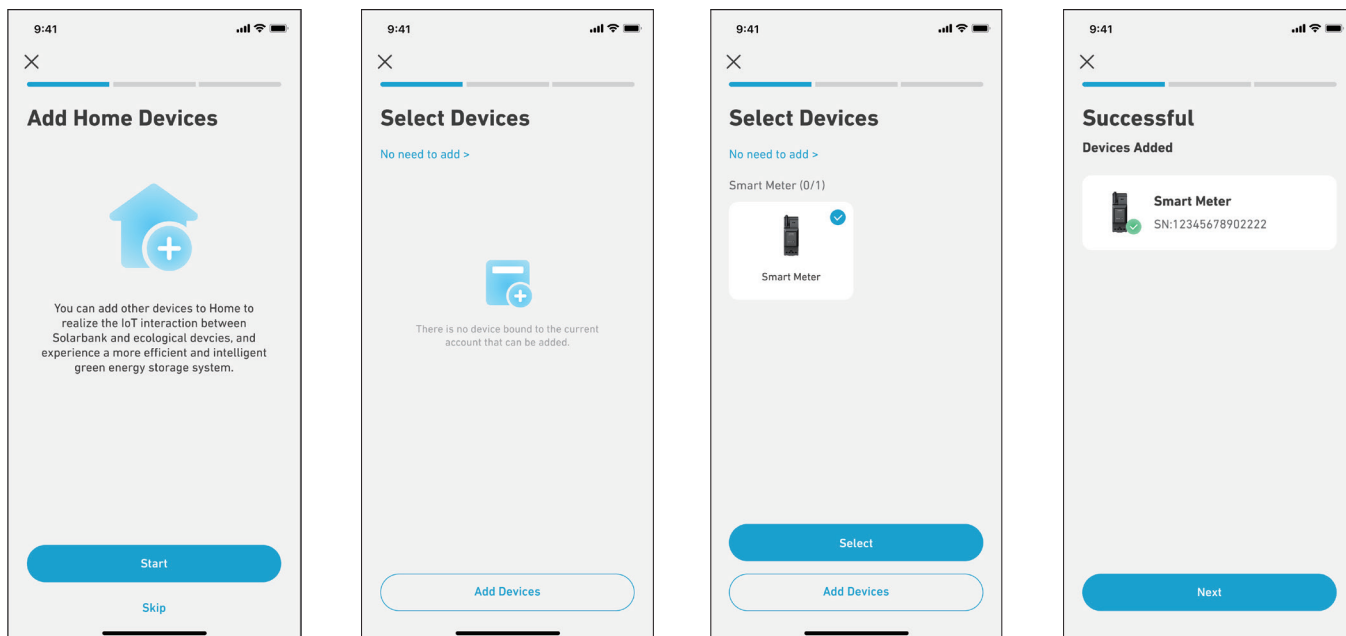 9:41
Add Home Devices
You can add other devices to Home to
realize the IoT interaction between
Solarbank and ecological devcies, and
experience a more efficient and intelligent
green energy storage system.
Start
Skip
9:41
Select Devices
No need to add >
There is no device bound to the current
account that can be added.
Add Devices
9:41
Select Devices
No need to add >
Smart Meter (0/1)
Smart Meter
Select
Add Devices
9:41
Successful
Devices Added
Smart Meter
SN:12345678902222
Next